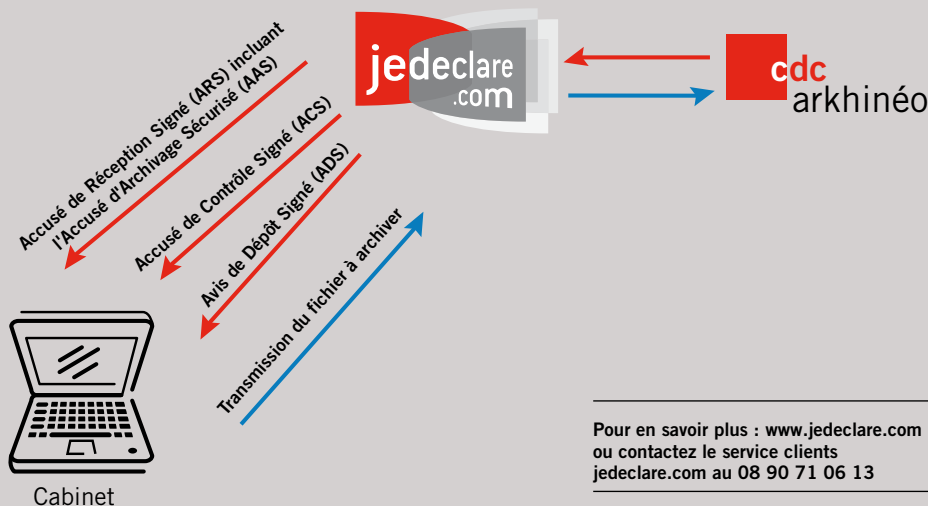 jedeclare
.com
cdc
arkhinéo
Accusé de Réception Signé (ARS) incluant
l'Accusé d'Archivage Sécurisé (AAS)
Accusé de Contrôle Signé (ACS)
Avis de Dépôt Signé (ADS)
Transmission du fichier à archiver
Cabinet
Pour en savoir plus : www.jedeclare.com
ou contactez le service clients
jedeclare.com au 08 90 71 06 13